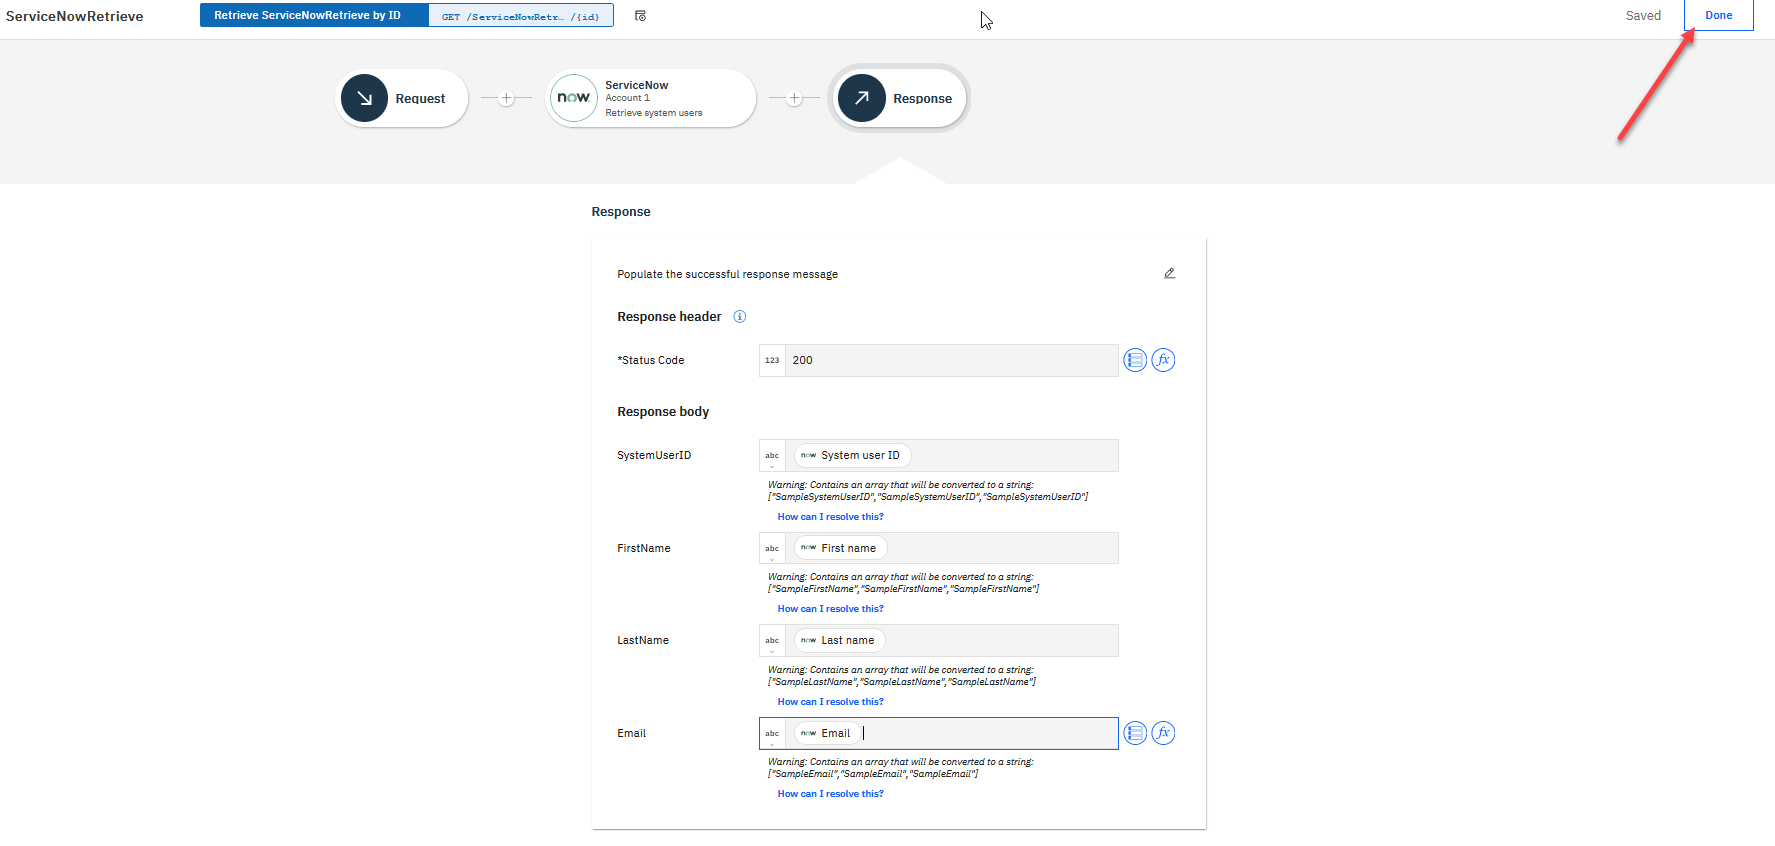 ServiceNowRetrieve
Retrieve ServiceNowRetrieve by ID
GET /ServiceNowRetr... /{id}
Saved
Done
Request
now.
ServiceNow
Account 1
Retrieve system users
Response
Response
Populate the successful response message
Response header
*Status Code
123
200
fx
Response body
SystemUserID
abc
now System user ID
Warning: Contains an array that will be converted to a string:
["SampleSystemUserID","SampleSystemUserID","SampleSystemUserID"]
How can I resolve this?
FirstName
abc
now First name
Warning: Contains an array that will be converted to a string:
["SampleFirstName","SampleFirstName","SampleFirstName"]
How can I resolve this?
LastName
abc
now Last name
Warning: Contains an array that will be converted to a string:
["SampleLastName","SampleLastName","SampleLastName"]
How can I resolve this?
Email
abc
now Email
fx
Warning: Contains an array that will be converted to a string:
["SampleEmail","SampleEmail","SampleEmail"]
How can I resolve this?